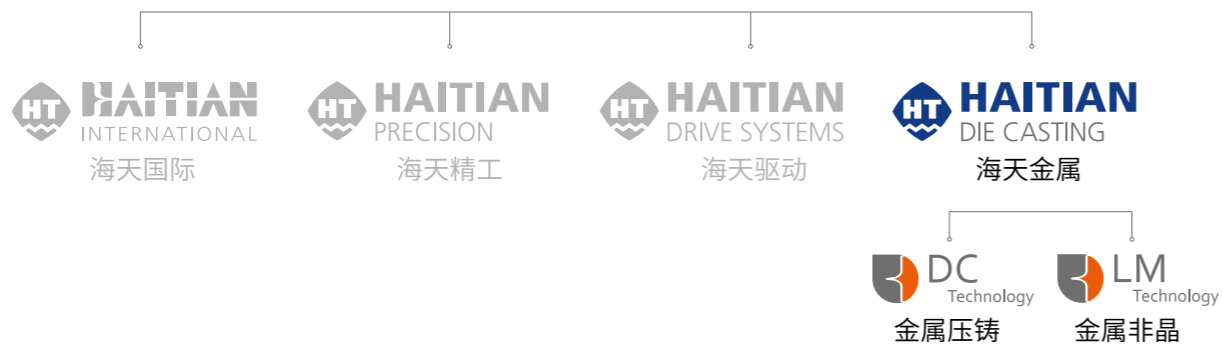 HT HAITIAN
INTERNATIONAL
海天国际
HT HAITIAN
PRECISION
海天精工
HT HAITIAN
DRIVE SYSTEMS
海天驱动
HT HAITIAN
DIE CASTING
海天金属
DC
Technology
金属压铸
LM
Technology
金属非晶